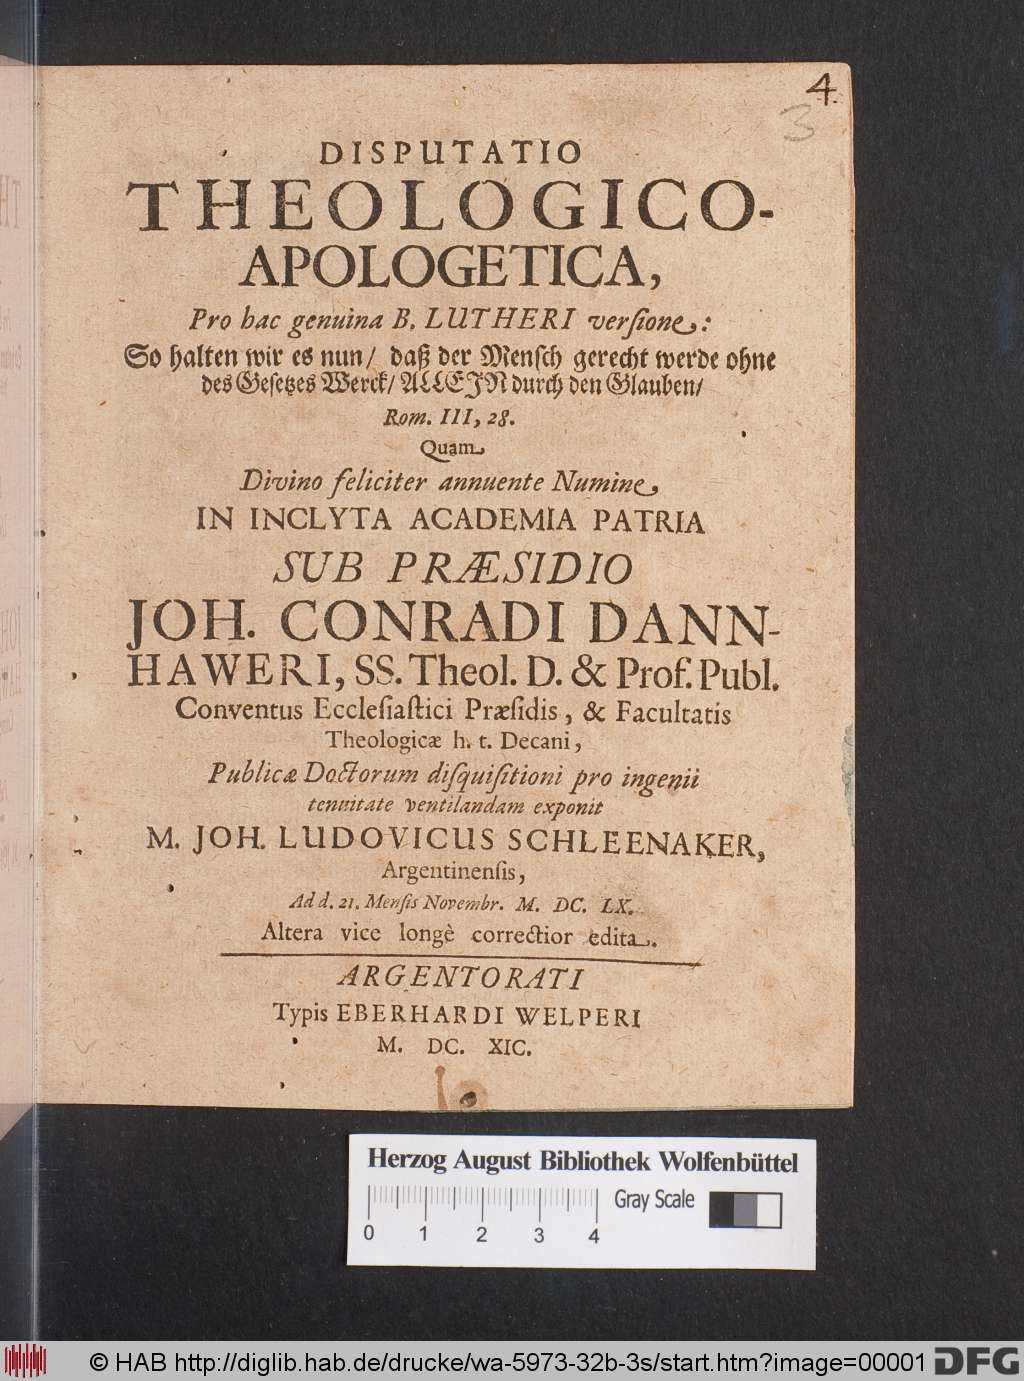 4.
3
DISPUTATIO
THEOLOGICO-
APOLOGETICA,
Pro hac genuina B. LUTHERI verſione:
So halten wir es nun/ daß der Menſch gerecht werde ohne
des Geſetzes Werck/ ALLEJN durch den Glauben/
Rom. III, 28.
Quam
Divino feliciter annuente Numine,
IN INCLYTA ACADEMIA PATRIA
SUB PRÆSIDIO
JOH. CONRADI DANN-
HAWERI, SS. Theol. D. & Prof. Publ.
Conventus Eccleſiaſtici Præſidis, & Facultatis
Theologicæ h. t. Decani,
Publicæ Doctorum diſquiſitioni pro ingenii
tenuitate ventilandam exponit
M. JOH. LUDOVICUS SCHLEENAKER,
Argentinenſis,
Ad d. 21. Menſis Novembr. M. DC. LX.
Altera vice longè correctior edita.
ARGENTORATI
Typis EBERHARDI WELPERI
M. DC. XIC.
Herzog August Bibliothek Wolfenbüttel
Gray Scale
0 1 2 3 4
© HAB http://diglib.hab.de/drucke/wa-5973-32b-3s/start.htm?image=00001 DFG